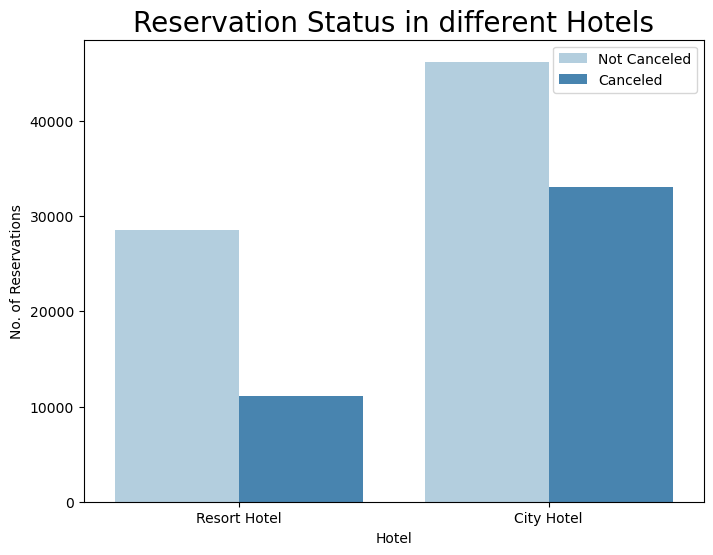 Reservation Status in different Hotels
Not Canceled
Canceled
40000
30000
20000
10000
0
No. of Reservations
Resort Hotel
City Hotel
Hotel